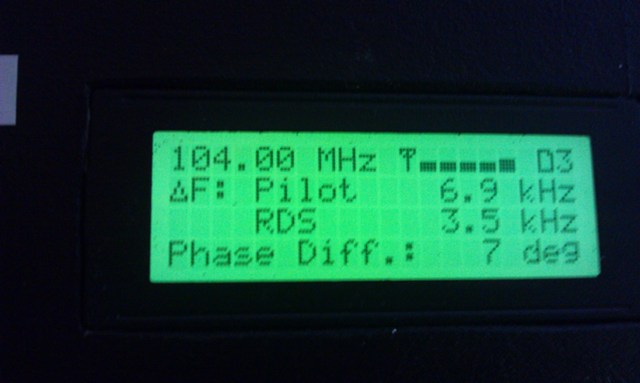 104.00 MHz D3
ΔF: Pilot 6.9 kHz
RDS 3.5 kHz
Phase Diff.: 7 deg